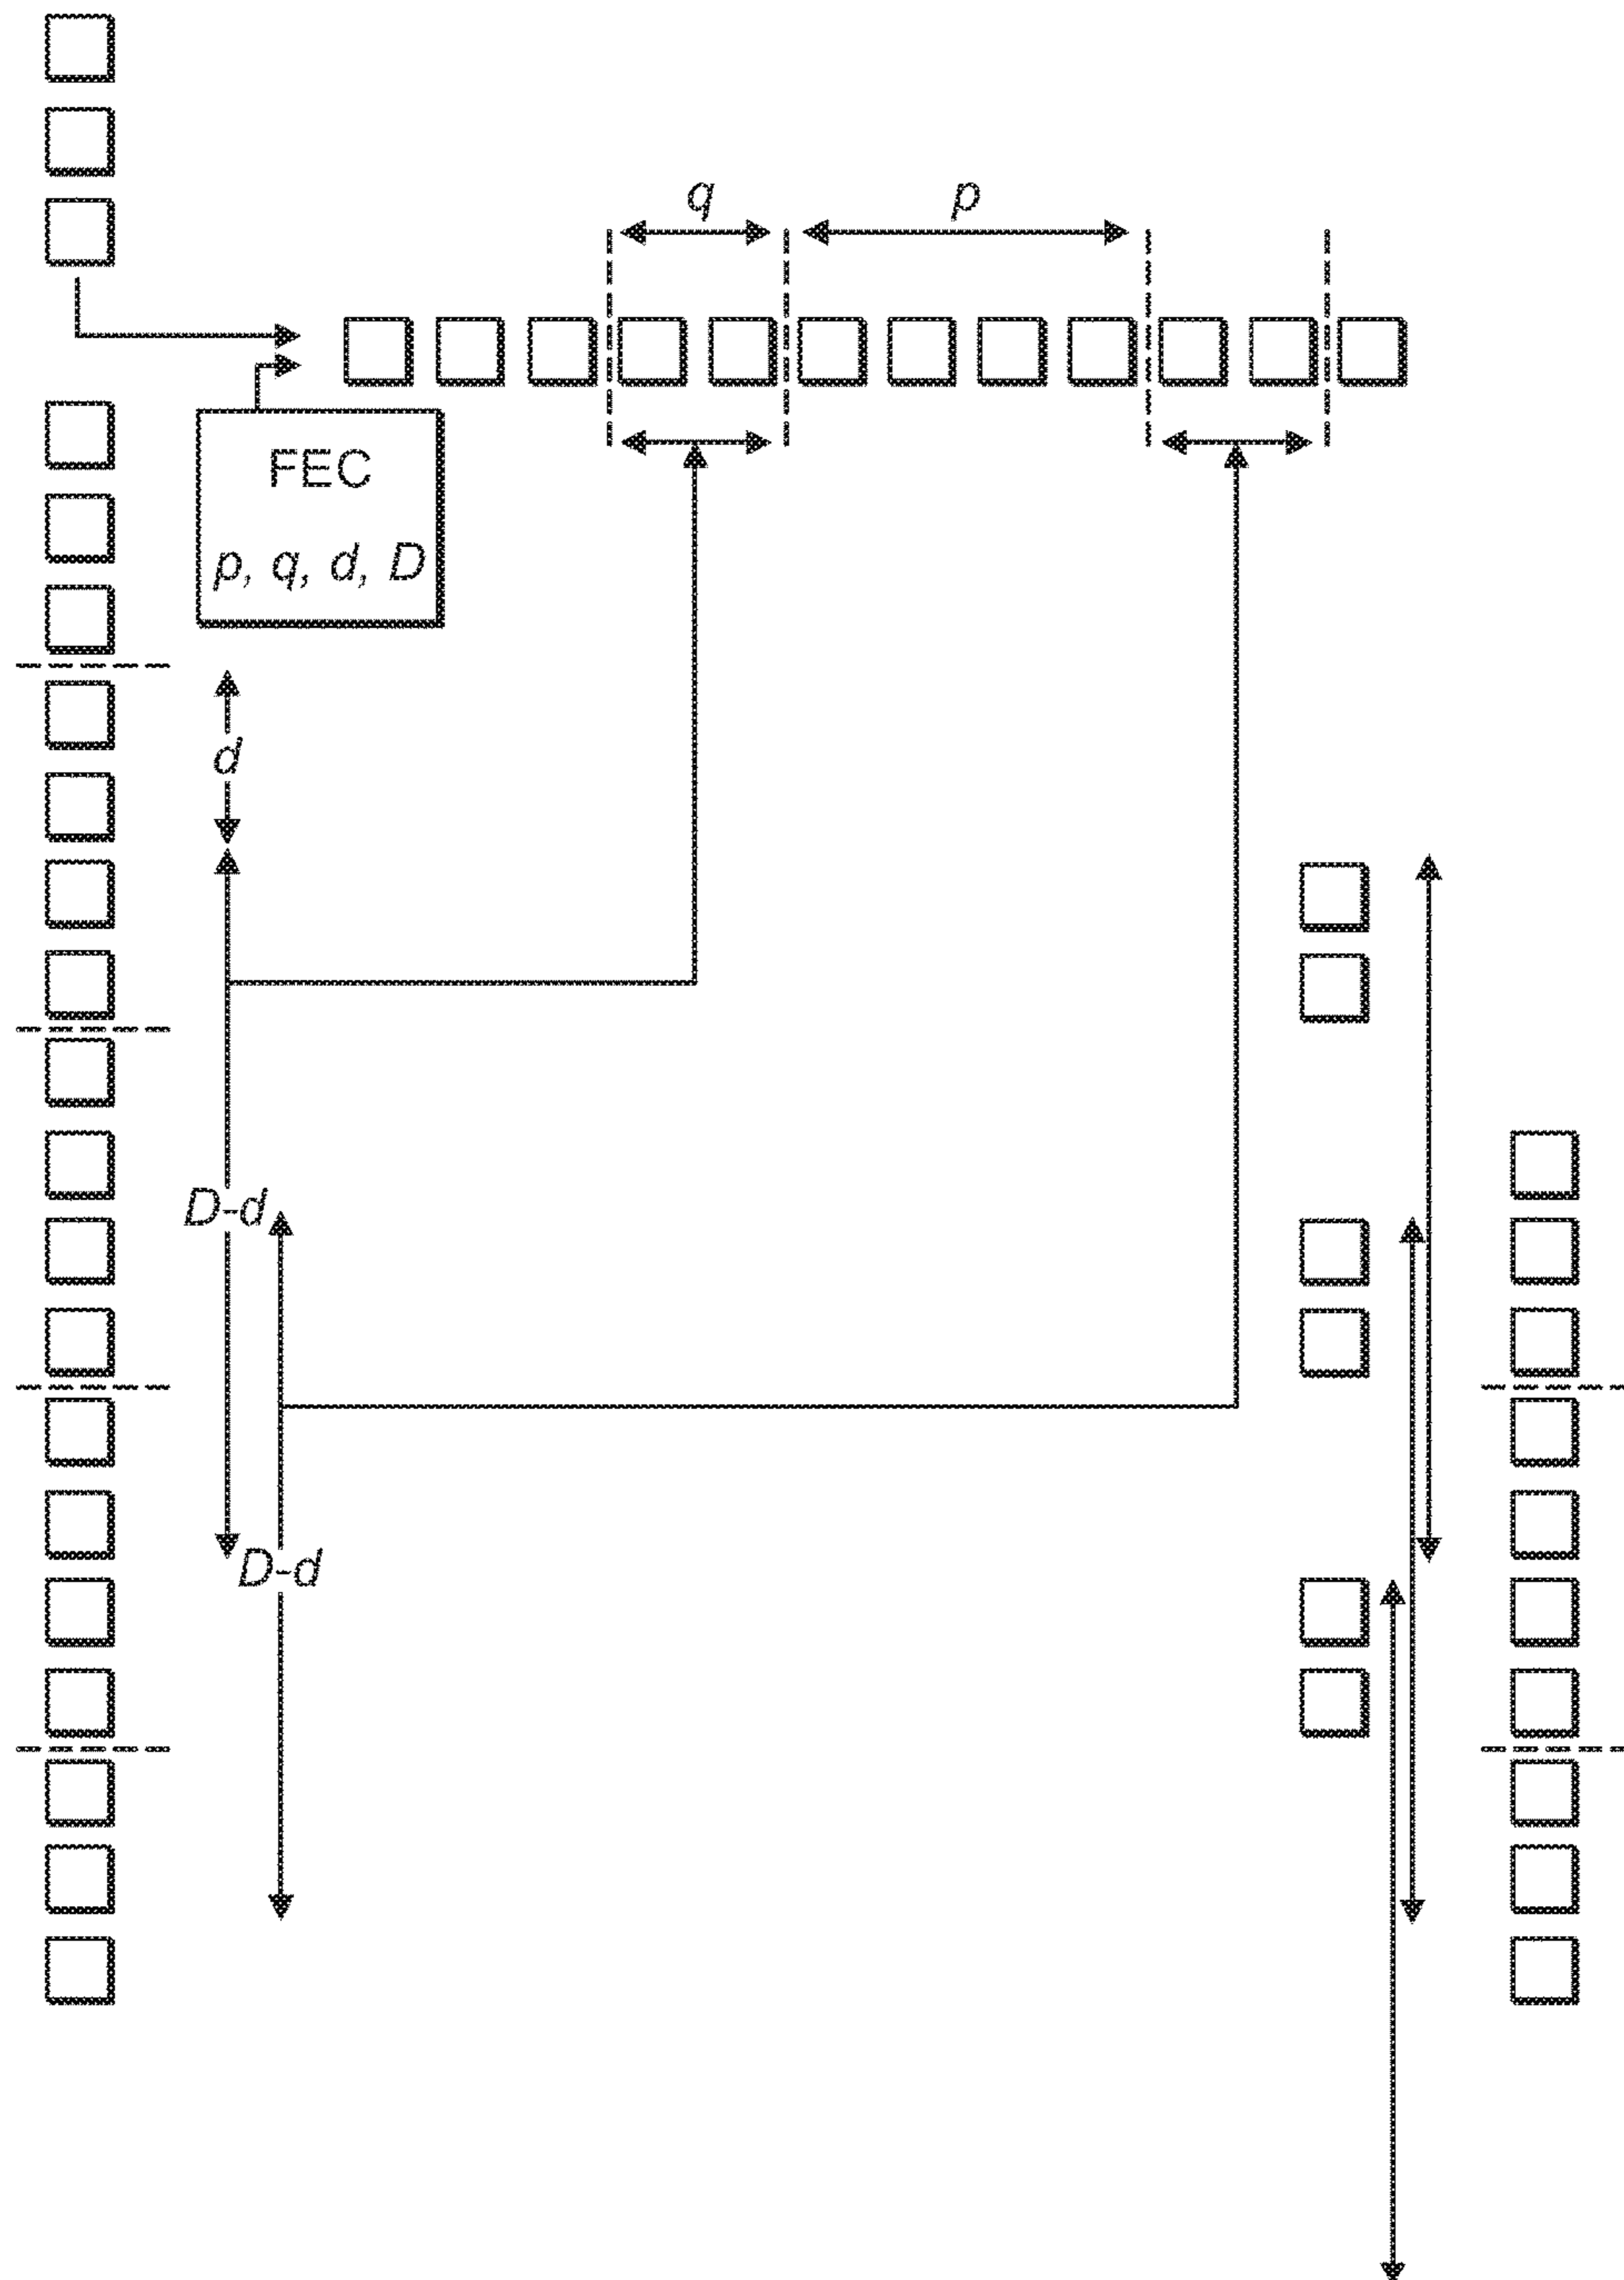 q
p
FEC
p, q, d, D
d
D-d
D-d